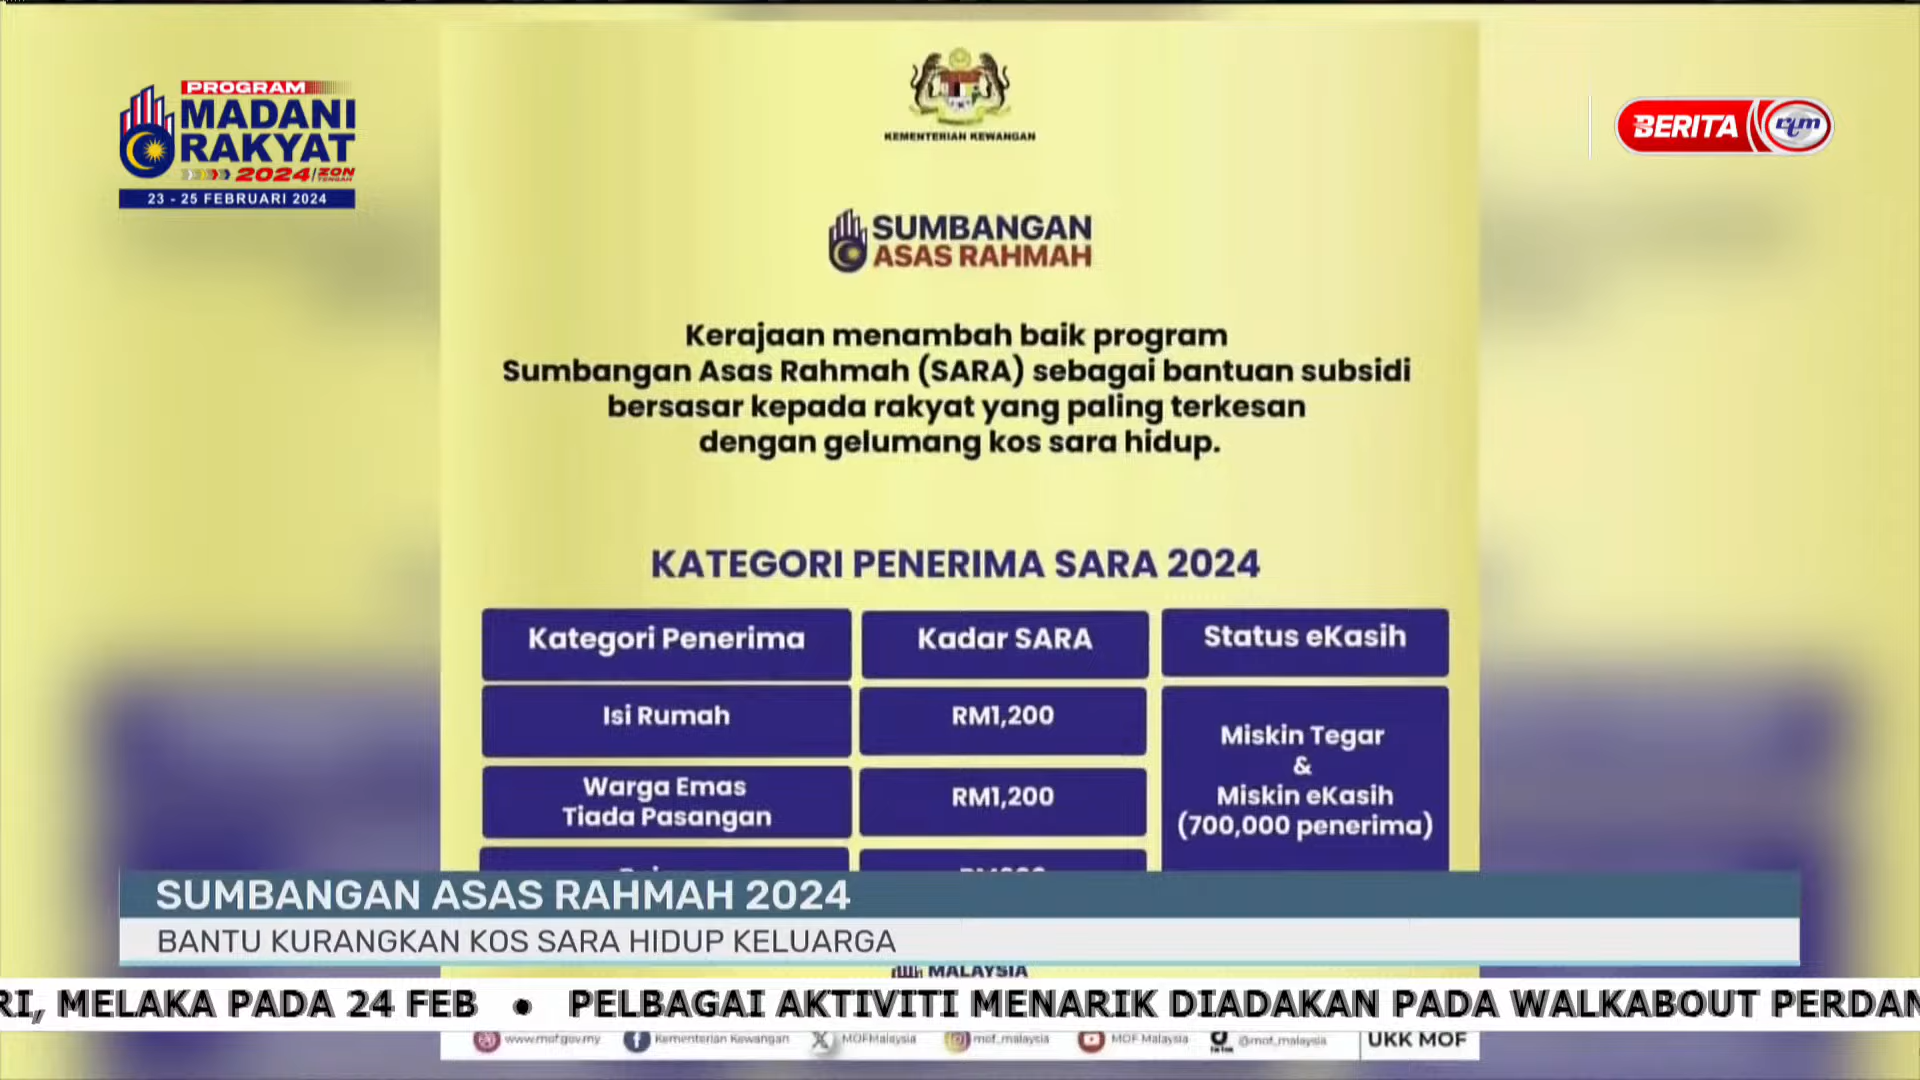 PROGRAM
MADANI
RAKYAT
2024/ZON
TENGAH
23 - 25 FEBRUARI 2024
BERITA rtm
KEMENTERIAN KEWANGAN
SUMBANGAN
ASAS RAHMAH
Kerajaan menambah baik program
Sumbangan Asas Rahmah (SARA) sebagai bantuan subsidi
bersasar kepada rakyat yang paling terkesan
dengan gelumang kos sara hidup.
KATEGORI PENERIMA SARA 2024
Kategori Penerima Kadar SARA Status eKasih
Isi Rumah RM1,200
Miskin Tegar
&
Miskin eKasih
(700,000 penerima)
Warga Emas
Tiada Pasangan RM1,200
SUMBANGAN ASAS RAHMAH 2024
BANTU KURANGKAN KOS SARA HIDUP KELUARGA
MALAYSIA
RI, MELAKA PADA 24 FEB • PELBAGAI AKTIVITI MENARIK DIADAKAN PADA WALKABOUT PERDAN
www.mof.gov.my Kementerian Kewangan MOFMalaysia mof_malaysia MOF Malaysia @mof_malaysia UKK MOF